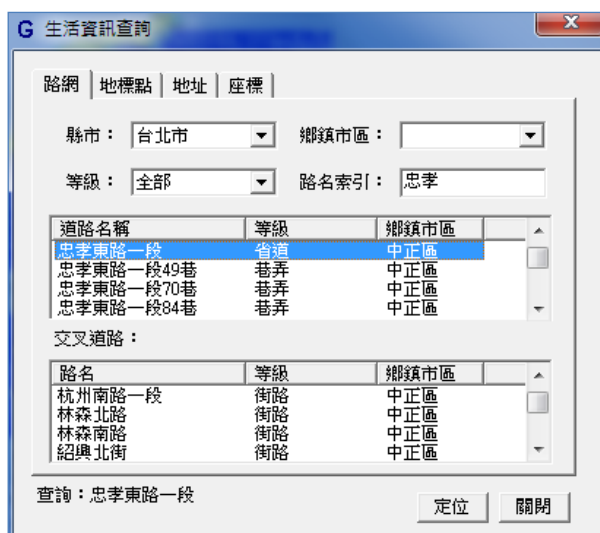 G 生活資訊查詢
路網 地標點 地址 座標
縣市： 台北市 鄉鎮市區：
等級： 全部 路名索引： 忠孝
道路名稱 等級 鄉鎮市區
忠孝東路一段 省道 中正區
忠孝東路一段49巷 巷弄 中正區
忠孝東路一段70巷 巷弄 中正區
忠孝東路一段84巷 巷弄 中正區
交叉道路：
路名 等級 鄉鎮市區
杭州南路一段 街路 中正區
林森北路 街路 中正區
林森南路 街路 中正區
紹興北街 街路 中正區
查詢：忠孝東路一段
定位 關閉